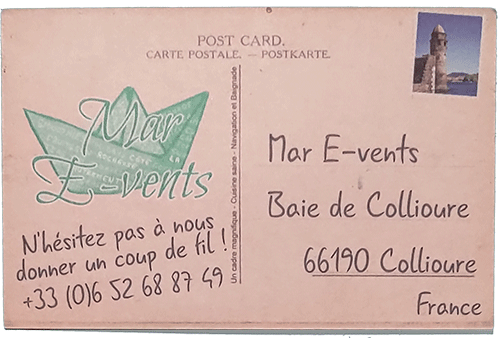 POST CARD.
CARTE POSTALE. — POSTKARTE.
Mar
E-vents
N'hésitez pas à nous
donner un coup de fil !
+33 (0)6 52 68 87 49
Un cadre magnifique - Cuisine saine - Navigation et Baignade
Mar E-vents
Baie de Collioure
66190 Collioure
France